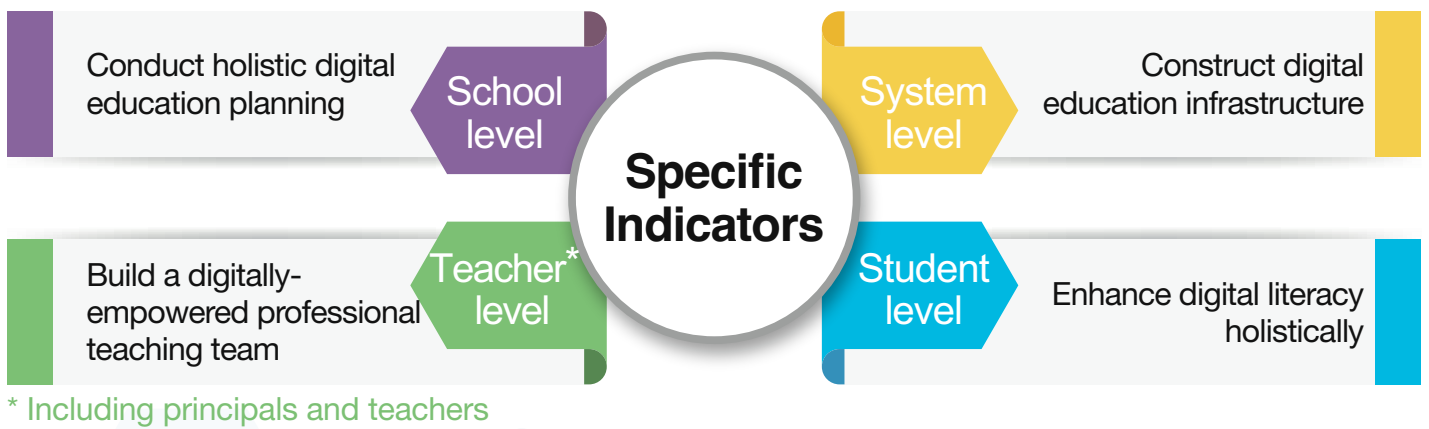 Conduct holistic digital
education planning
School
level
System
level
Construct digital
education infrastructure
Specific
Indicators
Build a digitally-
empowered professional
teaching team
Teacher*
level
Student
level
Enhance digital literacy
holistically
* Including principals and teachers